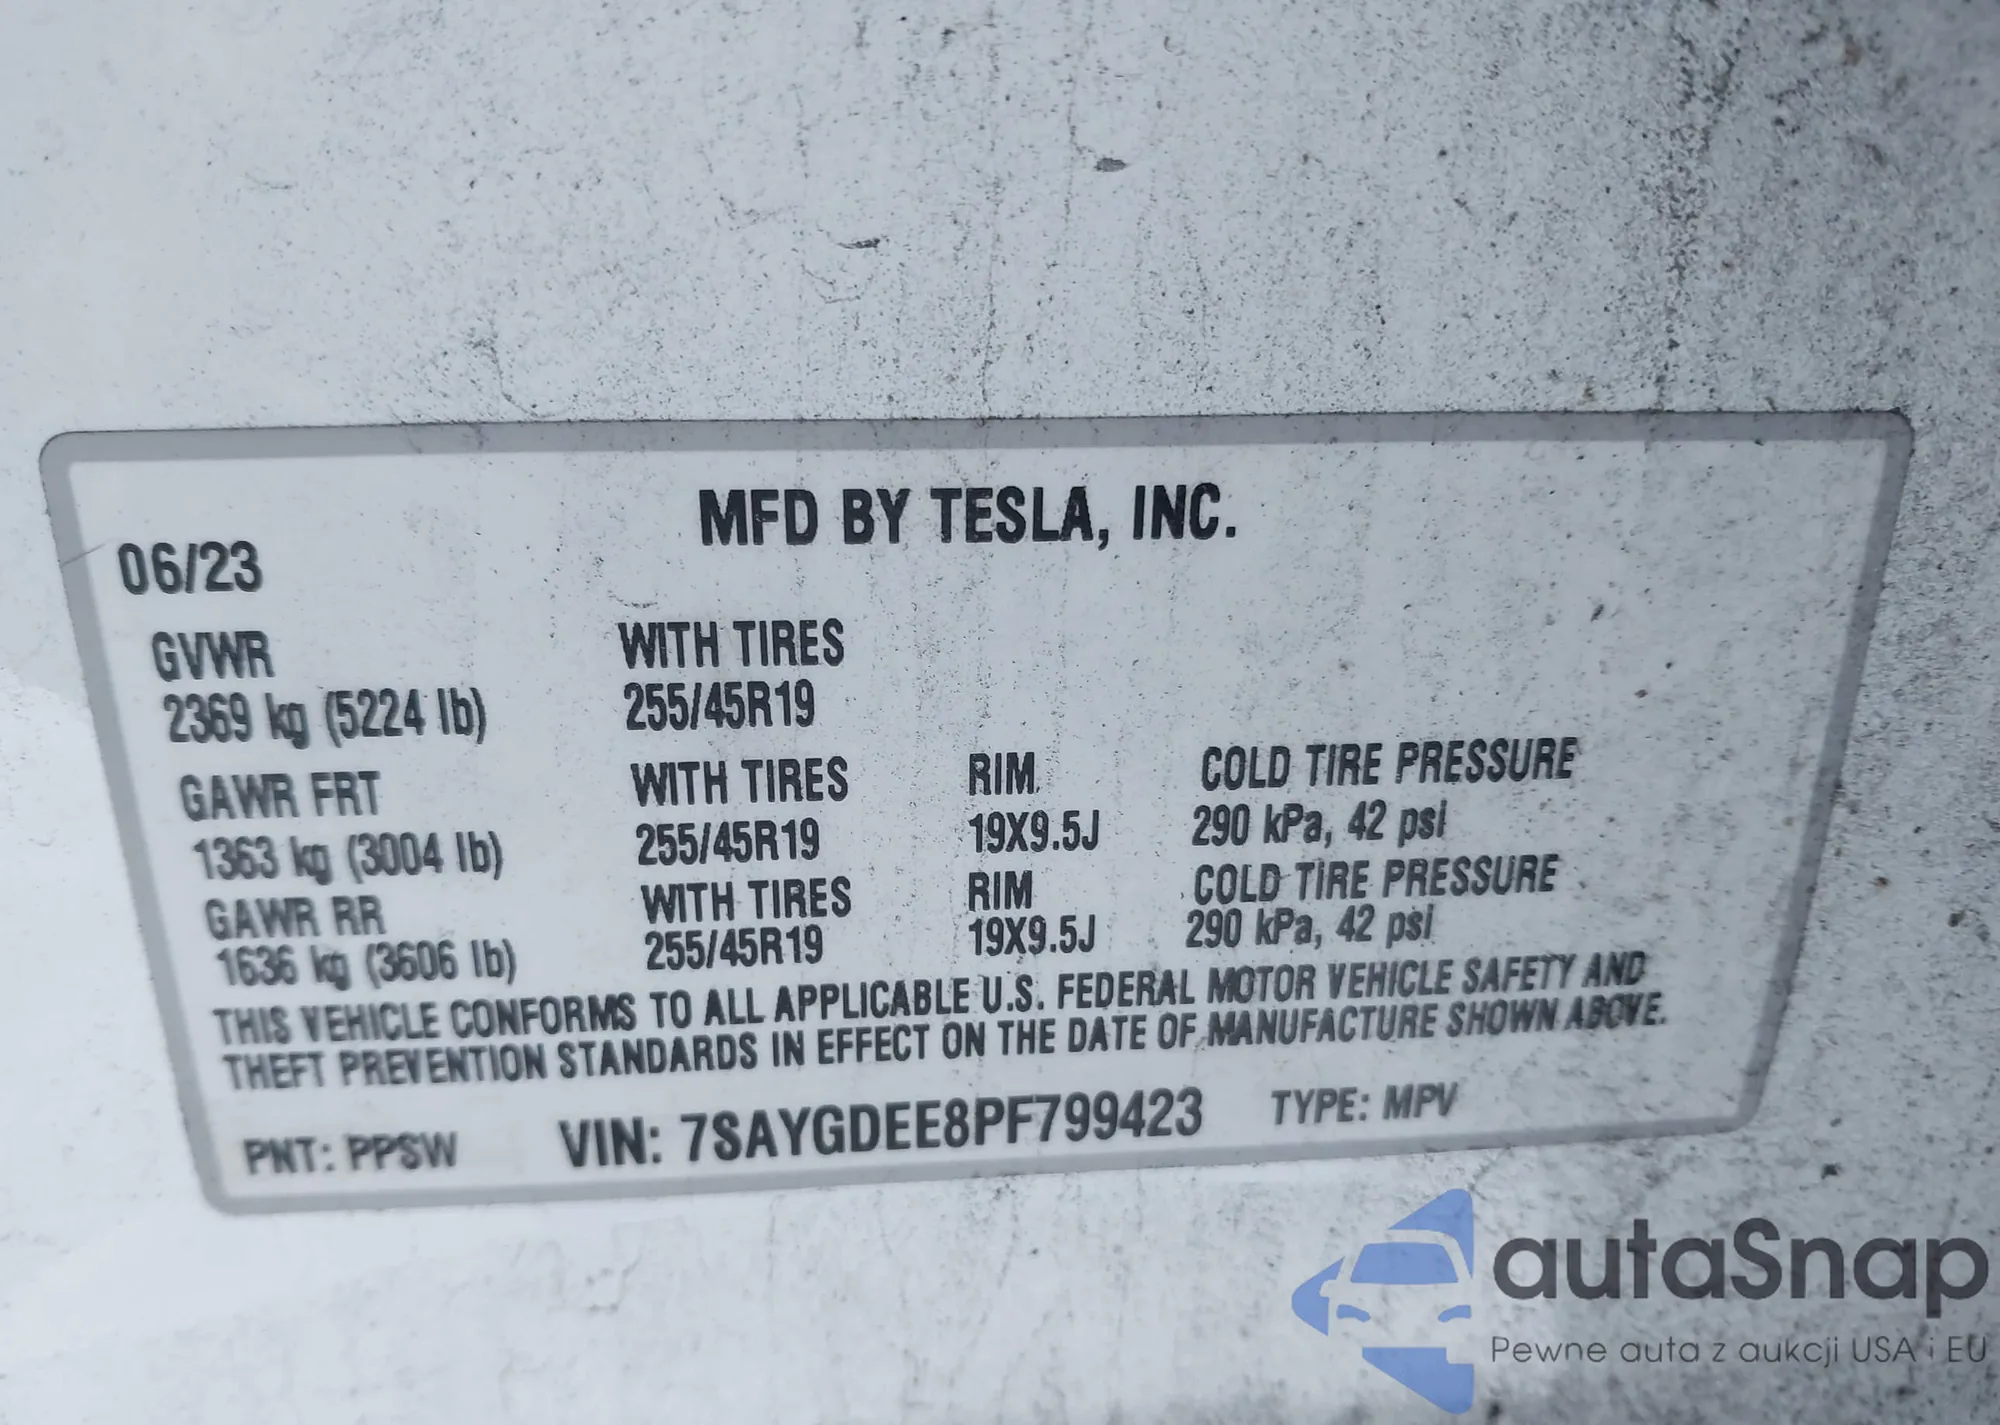 MFD BY TESLA, INC.
06/23
GVWR WITH TIRES
2369 kg (5224 lb) 255/45R19
GAWR FRT WITH TIRES RIM COLD TIRE PRESSURE
1363 kg (3004 lb) 255/45R19 19X9.5J 290 kPa, 42 psi
GAWR RR WITH TIRES RIM COLD TIRE PRESSURE
1636 kg (3606 lb) 255/45R19 19X9.5J 290 kPa, 42 psi
THIS VEHICLE CONFORMS TO ALL APPLICABLE U.S. FEDERAL MOTOR VEHICLE SAFETY AND
THEFT PREVENTION STANDARDS IN EFFECT ON THE DATE OF MANUFACTURE SHOWN ABOVE.
PNT: PPSW VIN: 7SAYGDEE8PF799423 TYPE: MPV
autaSnap
Pewne auta z aukcji USA i EU